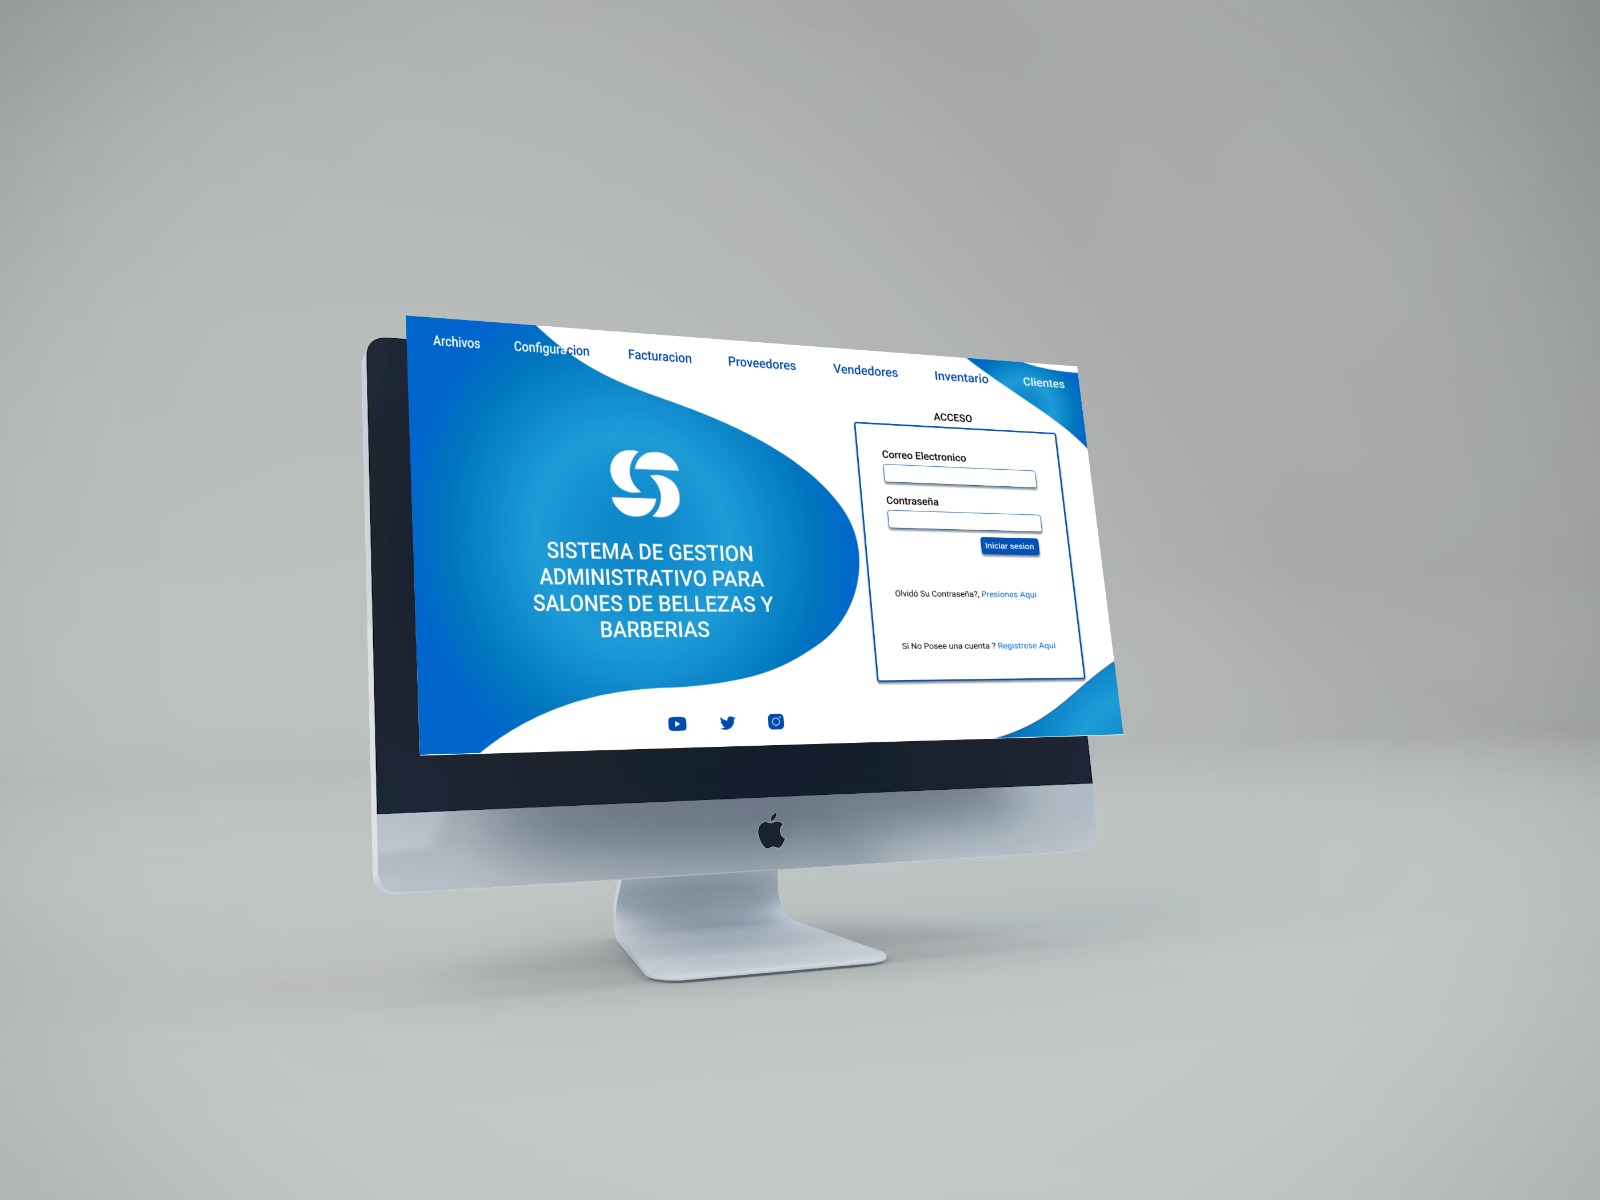 Archivos Configuracion Facturacion Proveedores Vendedores Inventario Clientes
SISTEMA DE GESTION
ADMINISTRATIVO PARA
SALONES DE BELLEZAS Y
BARBERIAS
ACCESO
Correo Electronico
Contraseña
Iniciar sesion
Olvidó Su Contraseña?, Presiones Aqui
Si No Posee una cuenta ? Registrese Aqui